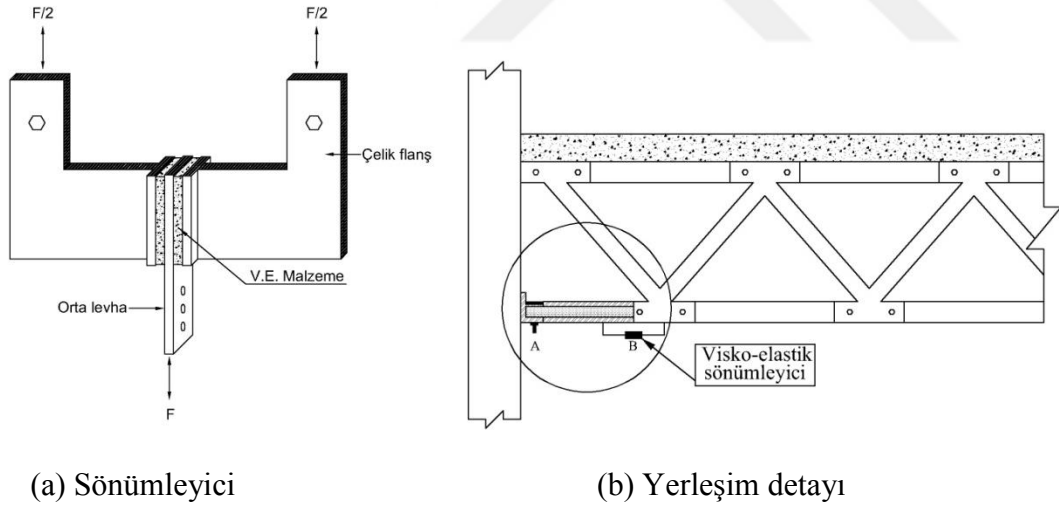 F/2
F/2
Çelik flanş
V.E. Malzeme
Orta levha
F
A
B
Visko-elastik
sönümleyici
(a) Sönümleyici
(b) Yerleşim detayı